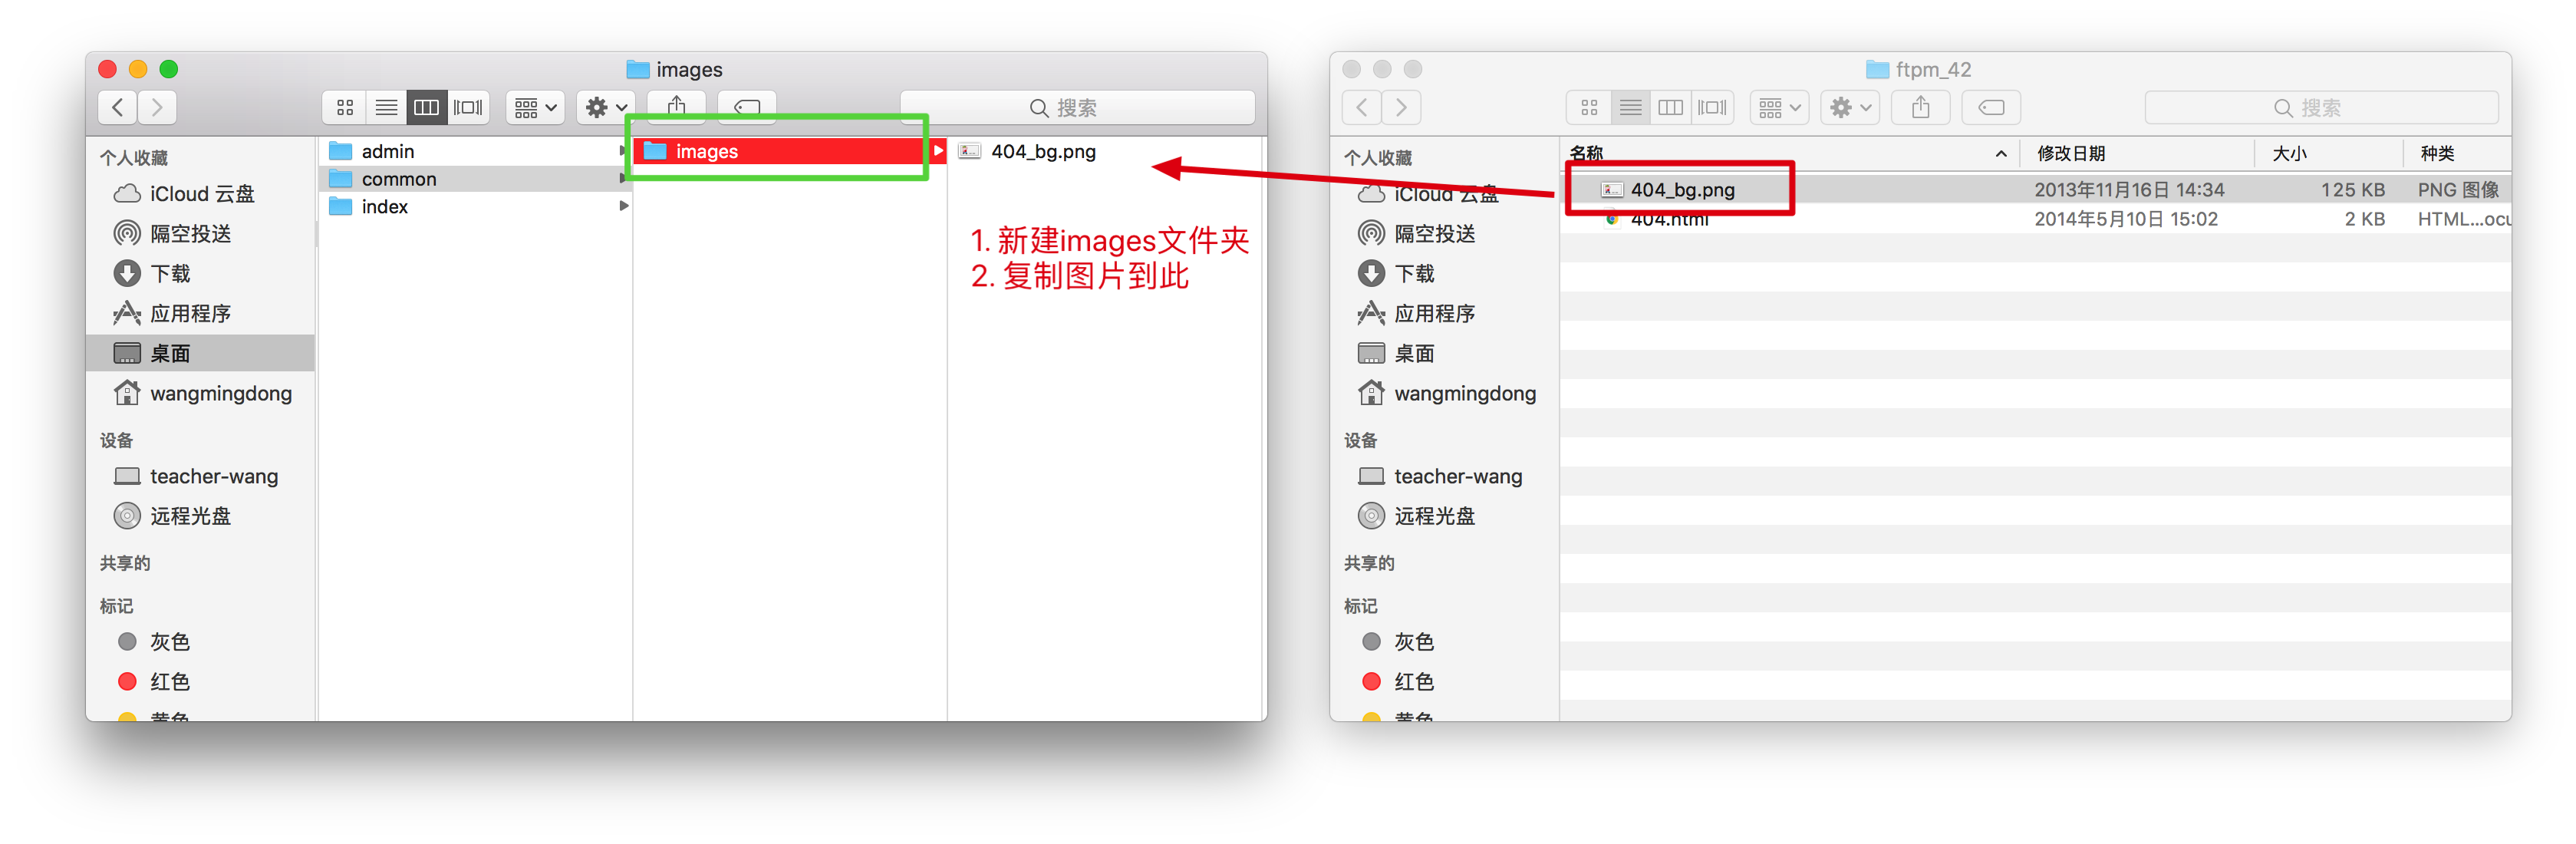 images
搜索
个人收藏
iCloud 云盘
隔空投送
下载
应用程序
桌面
wangmingdong
设备
teacher-wang
远程光盘
共享的
标记
灰色
红色
黄色
admin
common
index
images
404_bg.png
1. 新建images文件夹
2. 复制图片到此
ftpm_42
搜索
个人收藏
iCloud 云盘
隔空投送
下载
应用程序
桌面
wangmingdong
设备
teacher-wang
远程光盘
共享的
标记
灰色
红色
黄色
名称 修改日期 大小 种类
404_bg.png 2013年11月16日 14:34 125 KB PNG 图像
404.html 2014年5月10日 15:02 2 KB HTML...ocu